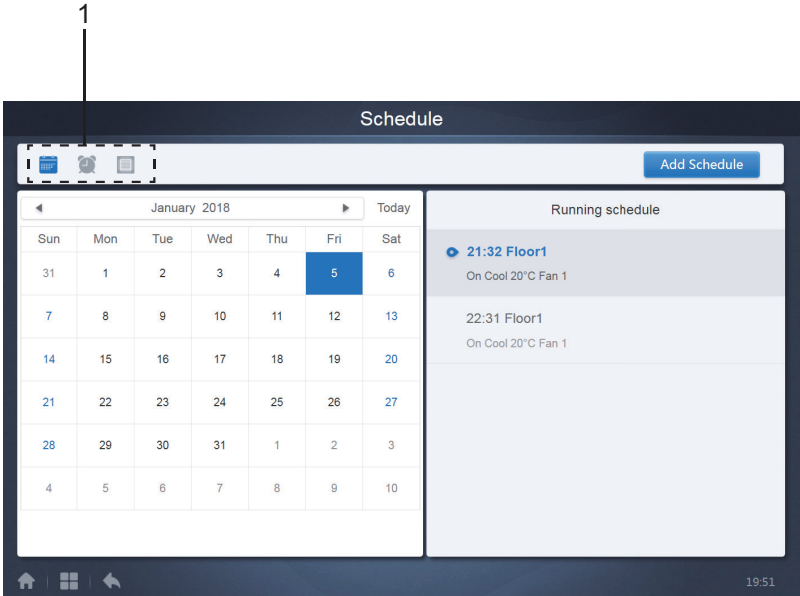 1
Schedule
Add Schedule
January 2018 Today
Sun Mon Tue Wed Thu Fri Sat
31 1 2 3 4 5 6
7 8 9 10 11 12 13
14 15 16 17 18 19 20
21 22 23 24 25 26 27
28 29 30 31 1 2 3
4 5 6 7 8 9 10
Running schedule
21:32 Floor1
On Cool 20°C Fan 1
22:31 Floor1
On Cool 20°C Fan 1
19:51